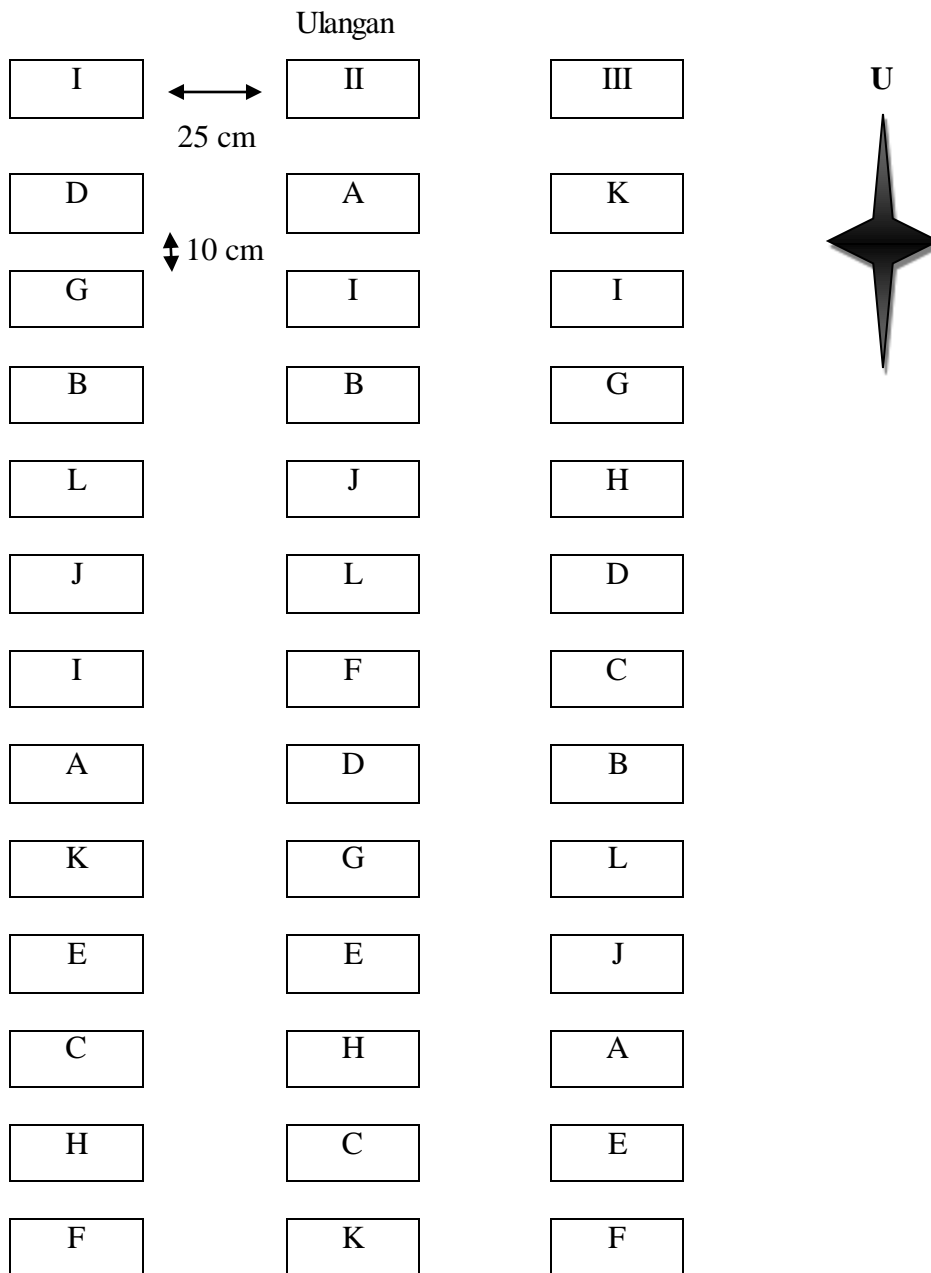 Ulangan
I II III U
25 cm
D A K
10 cm
G I I
B B G
L J H
J L D
I F C
A D B
K G L
E E J
C H A
H C E
F K F